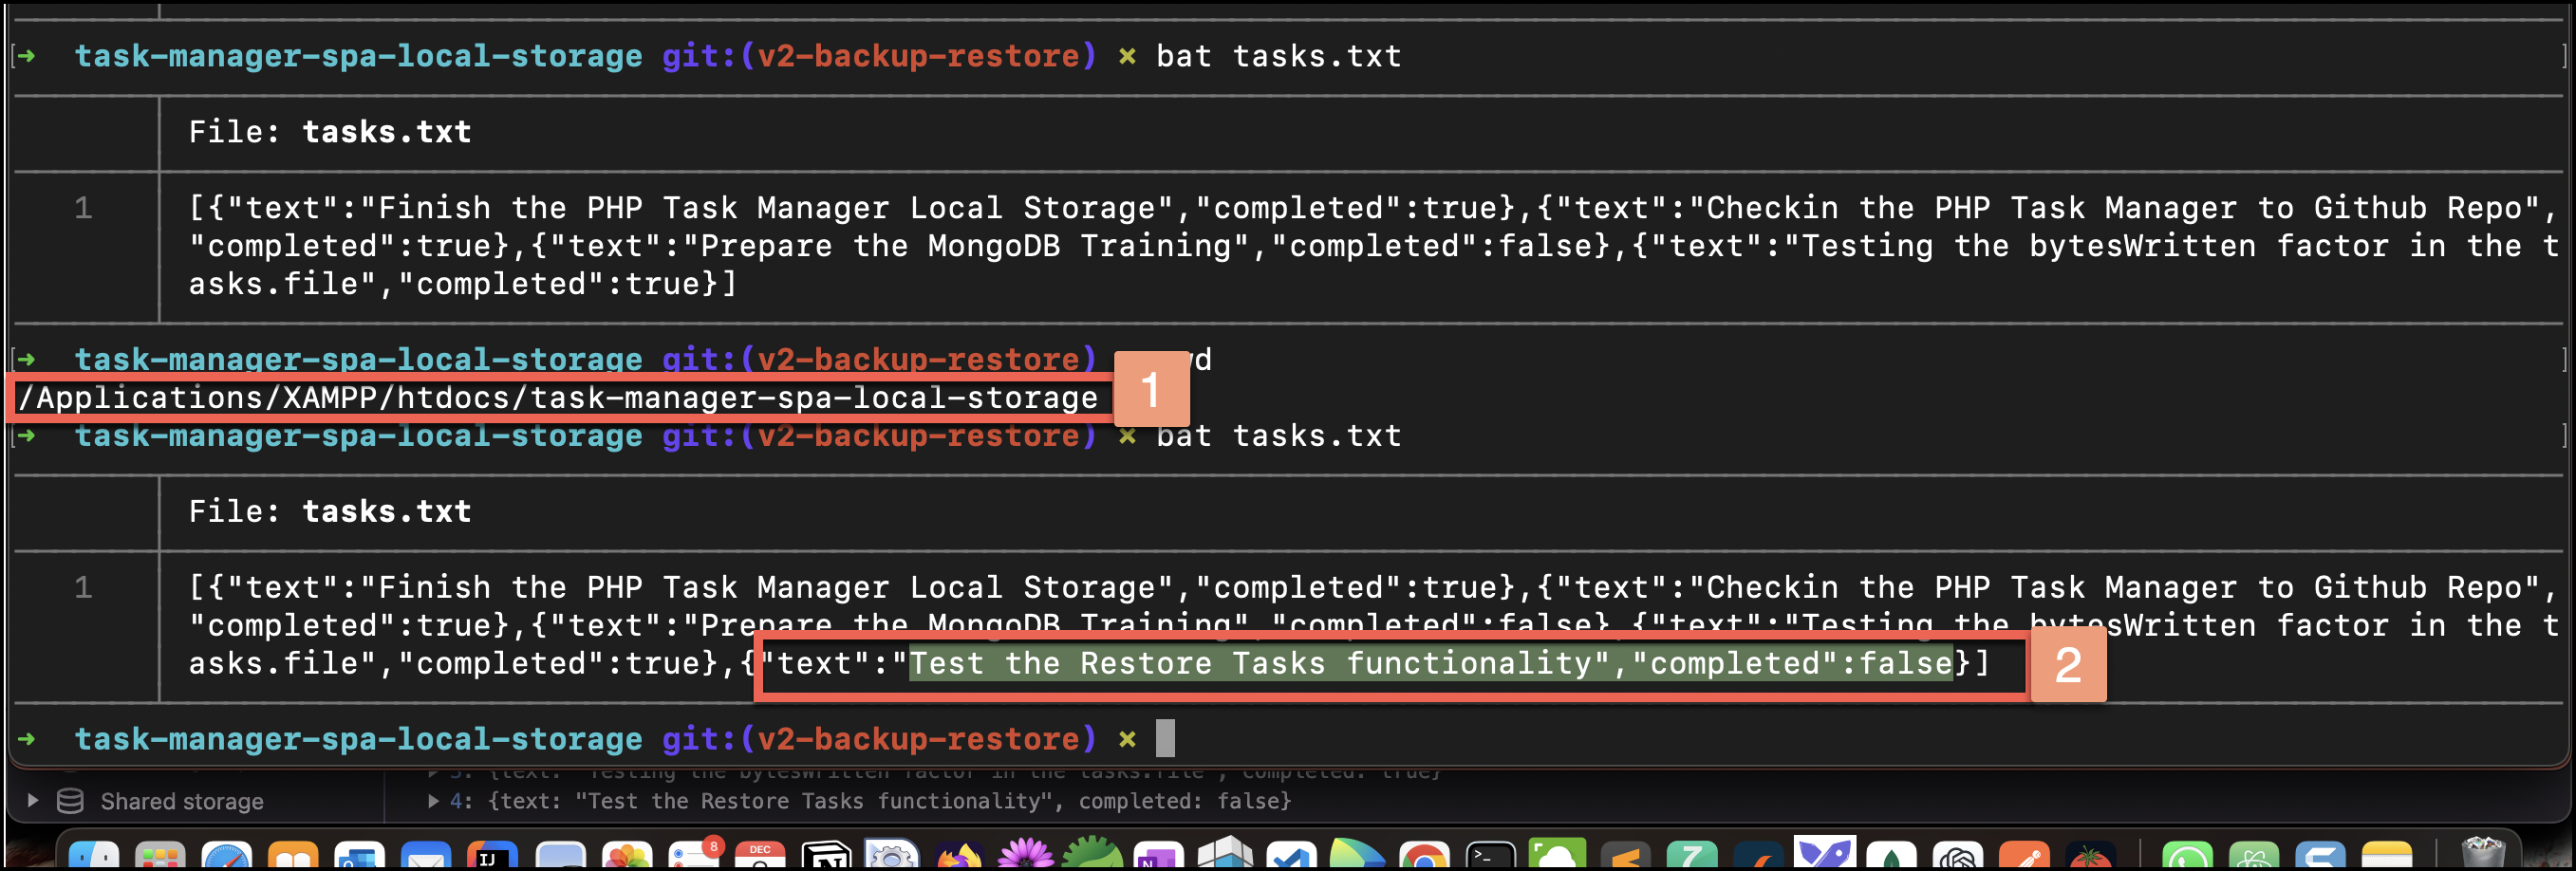 [➜ task-manager-spa-local-storage git:(v2-backup-restore) × bat tasks.txt ]
File: tasks.txt
1 [{"text":"Finish the PHP Task Manager Local Storage","completed":true},{"text":"Checkin the PHP Task Manager to Github Repo",
"completed":true},{"text":"Prepare the MongoDB Training","completed":false},{"text":"Testing the bytesWritten factor in the t
asks.file","completed":true}]
[➜ task-manager-spa-local-storage git:(v2-backup-restore) ]
/Applications/XAMPP/htdocs/task-manager-spa-local-storage 1
[➜ task-manager-spa-local-storage git:(v2-backup-restore) × bat tasks.txt ]
File: tasks.txt
1 [{"text":"Finish the PHP Task Manager Local Storage","completed":true},{"text":"Checkin the PHP Task Manager to Github Repo",
"completed":true},{"text":"Prepare the MongoDB Training","completed":false},{"text":"Testing the bytesWritten factor in the t
asks.file","completed":true},{"text":"Test the Restore Tasks functionality","completed":false}] 2
➜ task-manager-spa-local-storage git:(v2-backup-restore) ×
3: {text: "Testing the bytesWritten factor in the tasks.file", completed: true}
Shared storage
4: {text: "Test the Restore Tasks functionality", completed: false}
8
DEC
IJ
N
>_